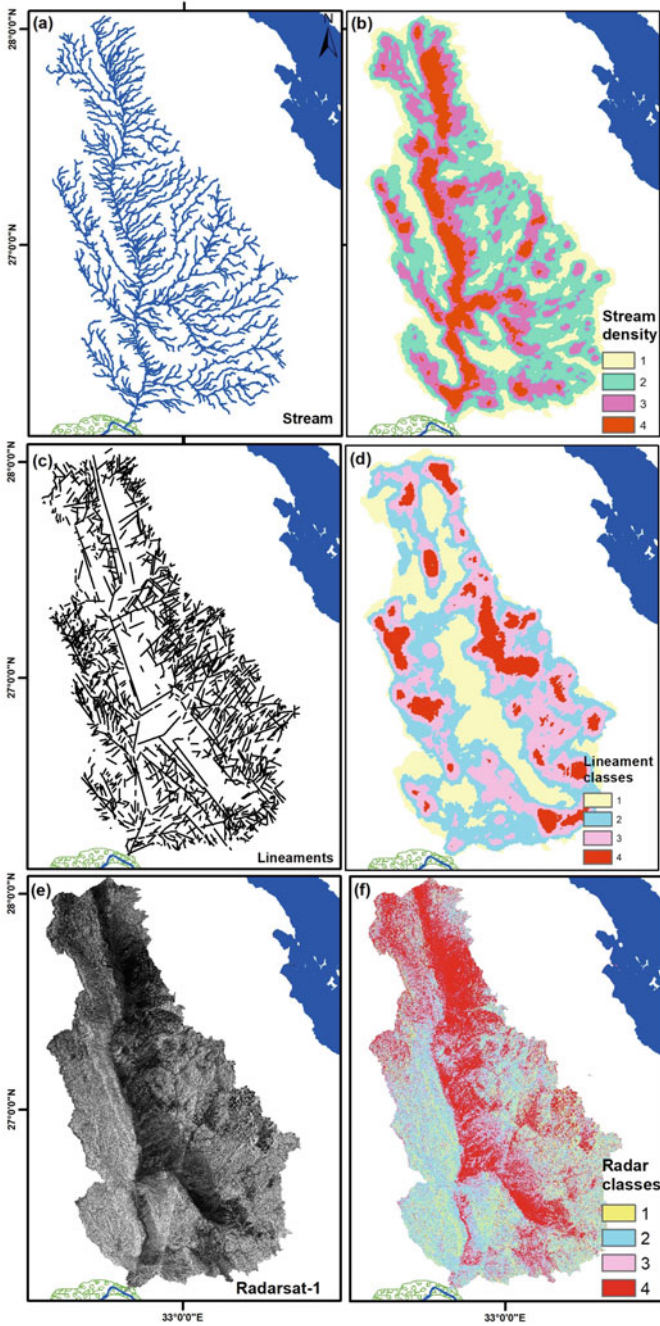 (a)
N
28°0'0"N
27°0'0"N
Stream
(b)
Stream
density
1
2
3
4
(c)
28°0'0"N
27°0'0"N
Lineaments
(d)
Lineament
classes
1
2
3
4
(e)
28°0'0"N
27°0'0"N
Radarsat-1
33°0'0"E
(f)
Radar
classes
1
2
3
4
33°0'0"E